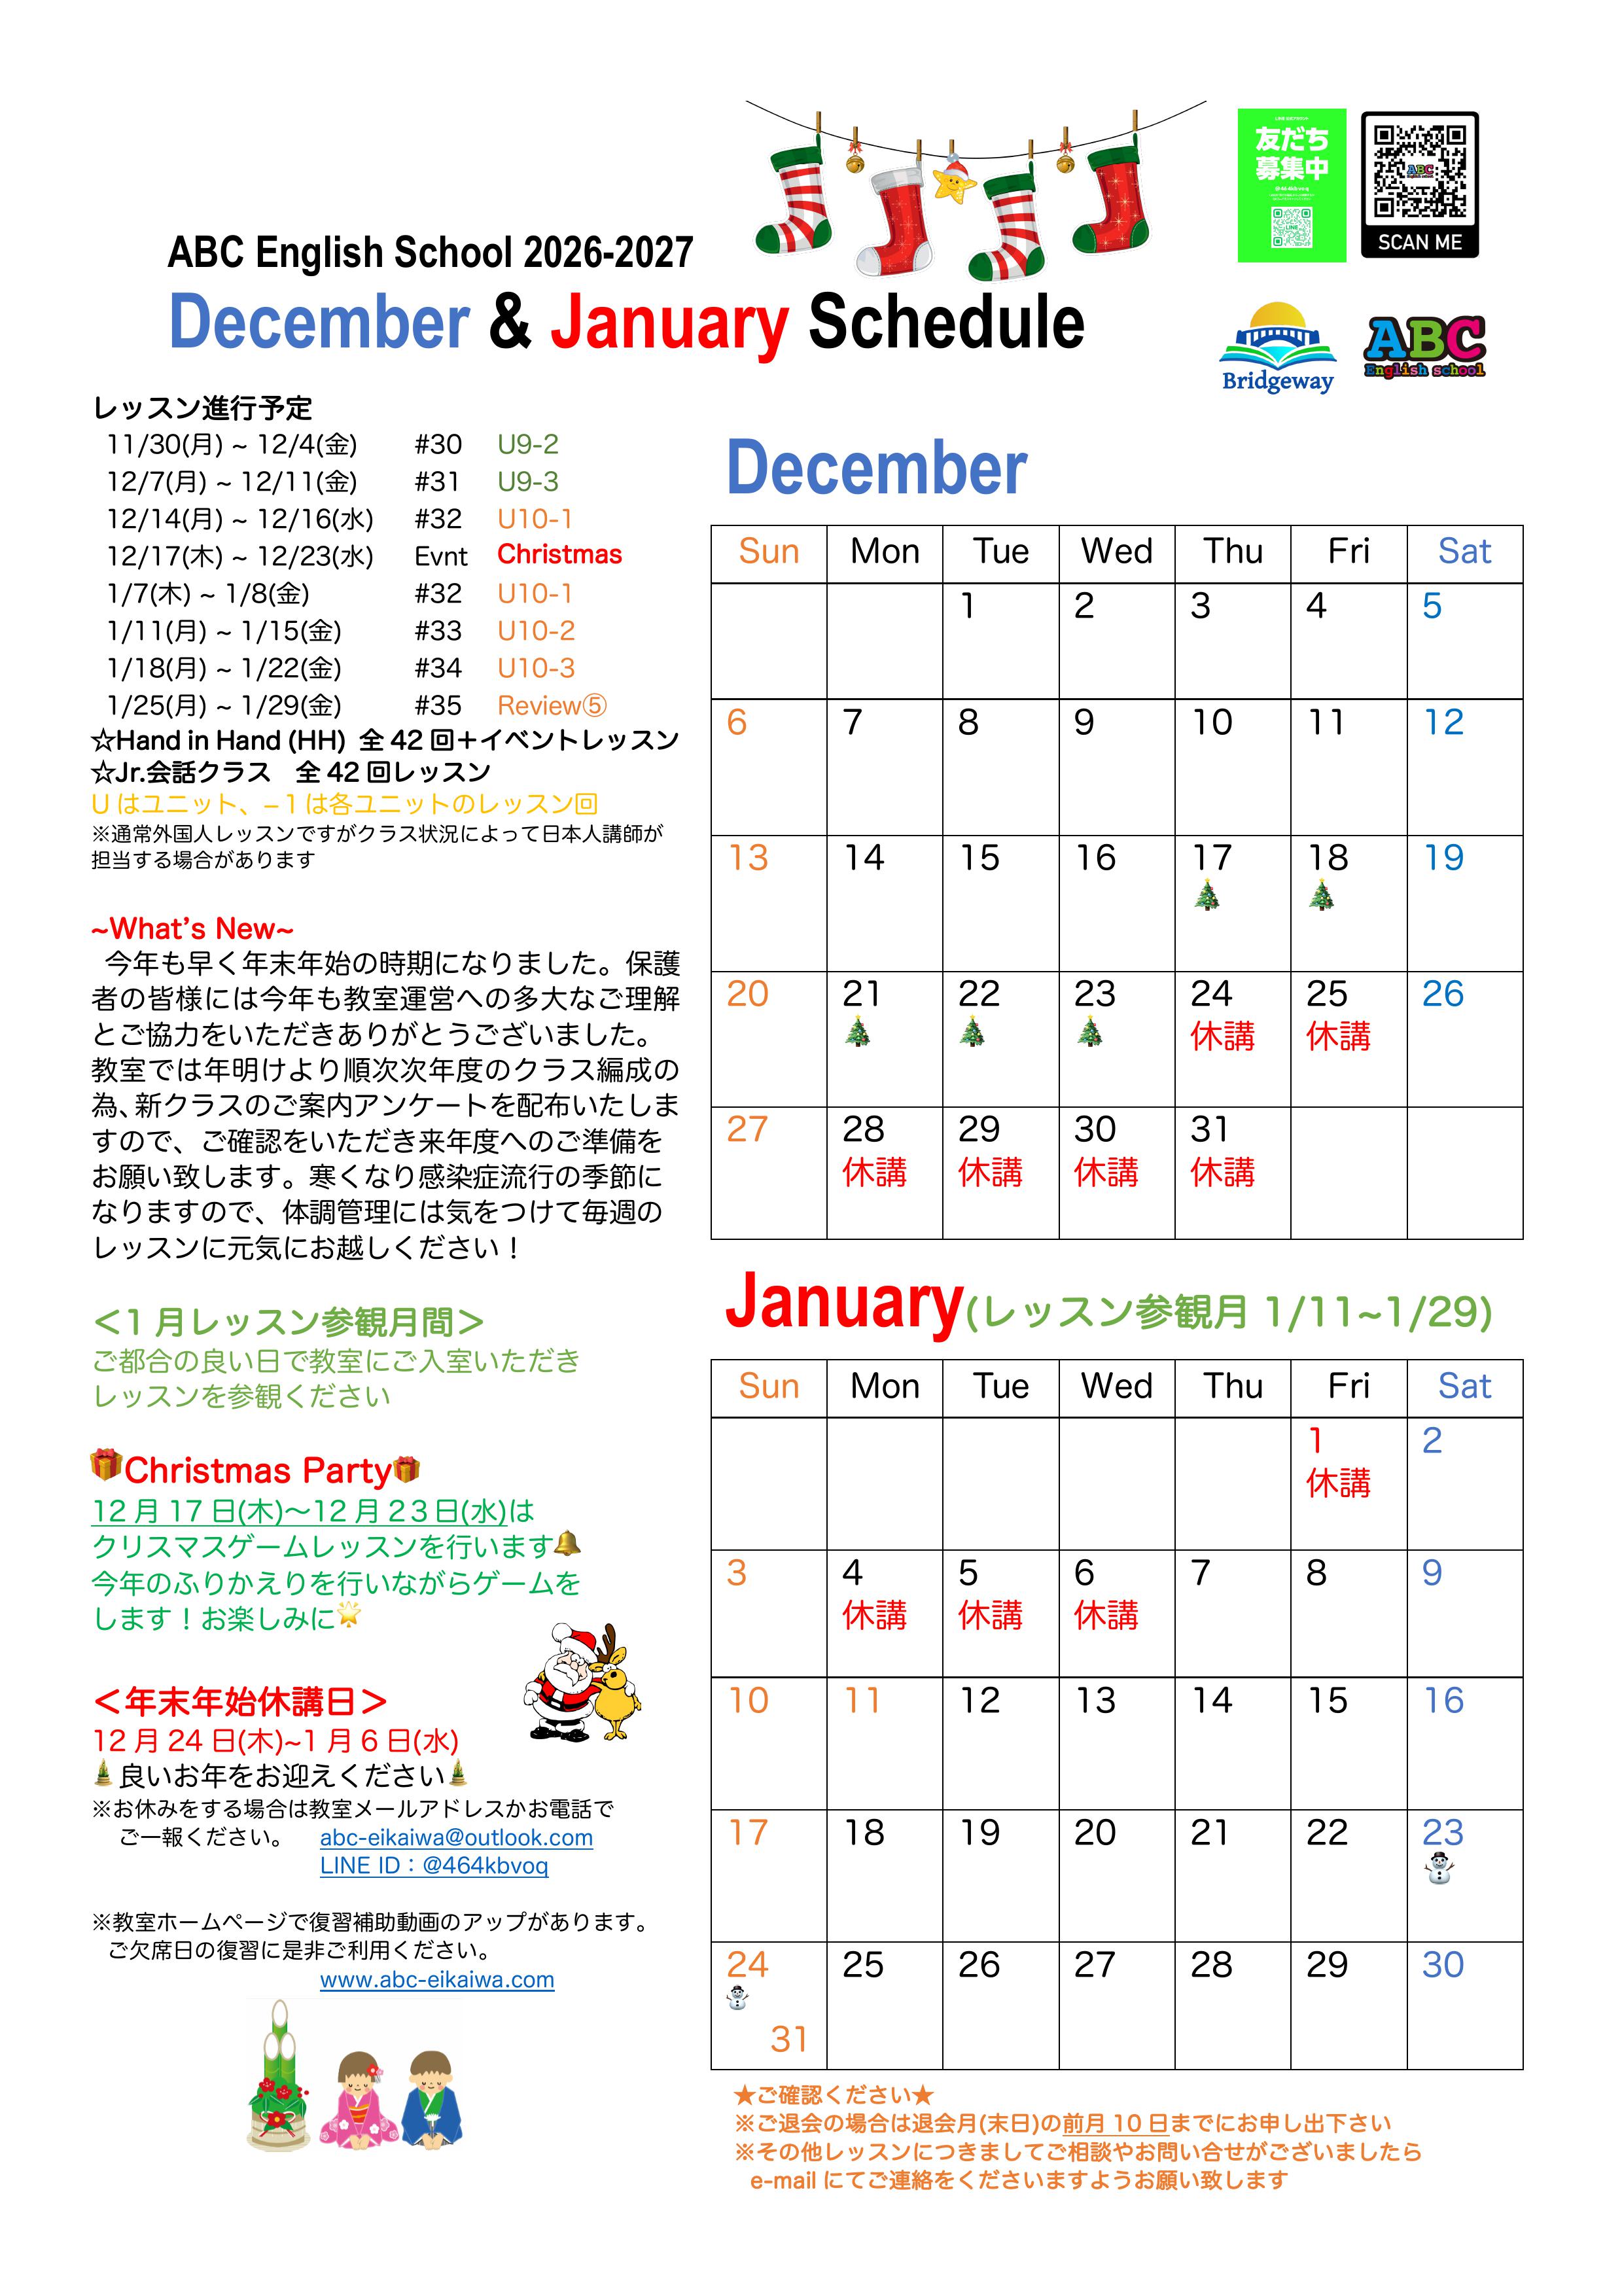 友だち
募集中
SCAN ME
ABC English School 2026-2027
December & January Schedule
Bridgeway
ABC
English school
レッスン進行予定
11/30(月) ~ 12/4(金) #30 U9-2
12/7(月) ~ 12/11(金) #31 U9-3
12/14(月) ~ 12/16(水) #32 U10-1
12/17(木) ~ 12/23(水) Evnt Christmas
1/7(木) ~ 1/8(金) #32 U10-1
1/11(月) ~ 1/15(金) #33 U10-2
1/18(月) ~ 1/22(金) #34 U10-3
1/25(月) ~ 1/29(金) #35 Review⑤
☆Hand in Hand (HH) 全 42 回＋イベントレッスン
☆Jr.会話クラス 全 42 回レッスン
U はユニット、–１は各ユニットのレッスン回
※通常外国人レッスンですがクラス状況によって日本人講師が
担当する場合があります
~What's New~
今年も早く年末年始の時期になりました。保護
者の皆様には今年も教室運営への多大なご理解
とご協力をいただきありがとうございました。
教室では年明けより順次次年度のクラス編成の
為、新クラスのご案内アンケートを配布いたしま
すので、ご確認をいただき来年度へのご準備を
お願い致します。寒くなり感染症流行の季節に
なりますので、体調管理には気をつけて毎週の
レッスンに元気にお越しください！
＜1 月レッスン参観月間＞
ご都合の良い日で教室にご入室いただき
レッスンを参観ください
🎁Christmas Party🎁
12 月 17 日(木)～12 月 23日(水)は
クリスマスゲームレッスンを行います🔔
今年のふりかえりを行いながらゲームを
します！お楽しみに🌟
＜年末年始休講日＞
12 月 24 日(木)~1 月 6 日(水)
🎍良いお年をお迎えください🎍
※お休みをする場合は教室メールアドレスかお電話で
ご一報ください。 abc-eikaiwa@outlook.com
LINE ID：@464kbvoq
※教室ホームページで復習補助動画のアップがあります。
ご欠席日の復習に是非ご利用ください。
www.abc-eikaiwa.com
December
Sun Mon Tue Wed Thu Fri Sat
1 2 3 4 5
6 7 8 9 10 11 12
13 14 15 16 17 18 19
🎄 🎄
20 21 22 23 24 25 26
🎄 🎄 🎄 休講 休講
27 28 29 30 31
休講 休講 休講 休講
January(レッスン参観月 1/11~1/29)
Sun Mon Tue Wed Thu Fri Sat
1 2
休講
3 4 5 6 7 8 9
休講 休講 休講
10 11 12 13 14 15 16
17 18 19 20 21 22 23
⛄
24 25 26 27 28 29 30
⛄
31
★ご確認ください★
※ご退会の場合は退会月(末日)の前月 10 日までにお申し出下さい
※その他レッスンにつきましてご相談やお問い合せがございましたら
e-mail にてご連絡をくださいますようお願い致します